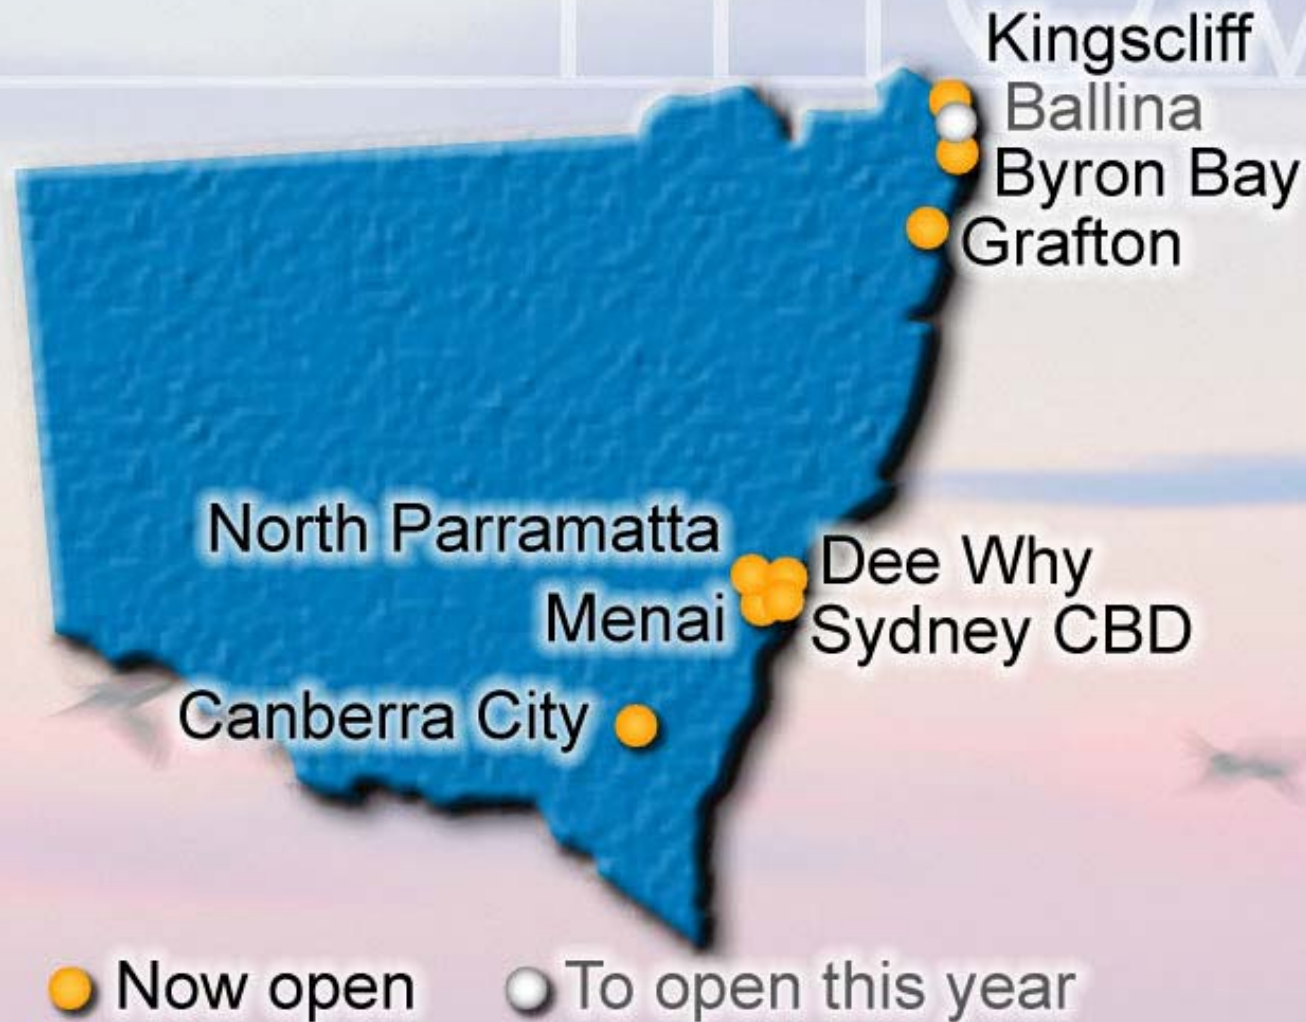 Kingscliff
Ballina
Byron Bay
Grafton
North Parramatta
Dee Why
Menai
Sydney CBD
Canberra City
Now open
To open this year